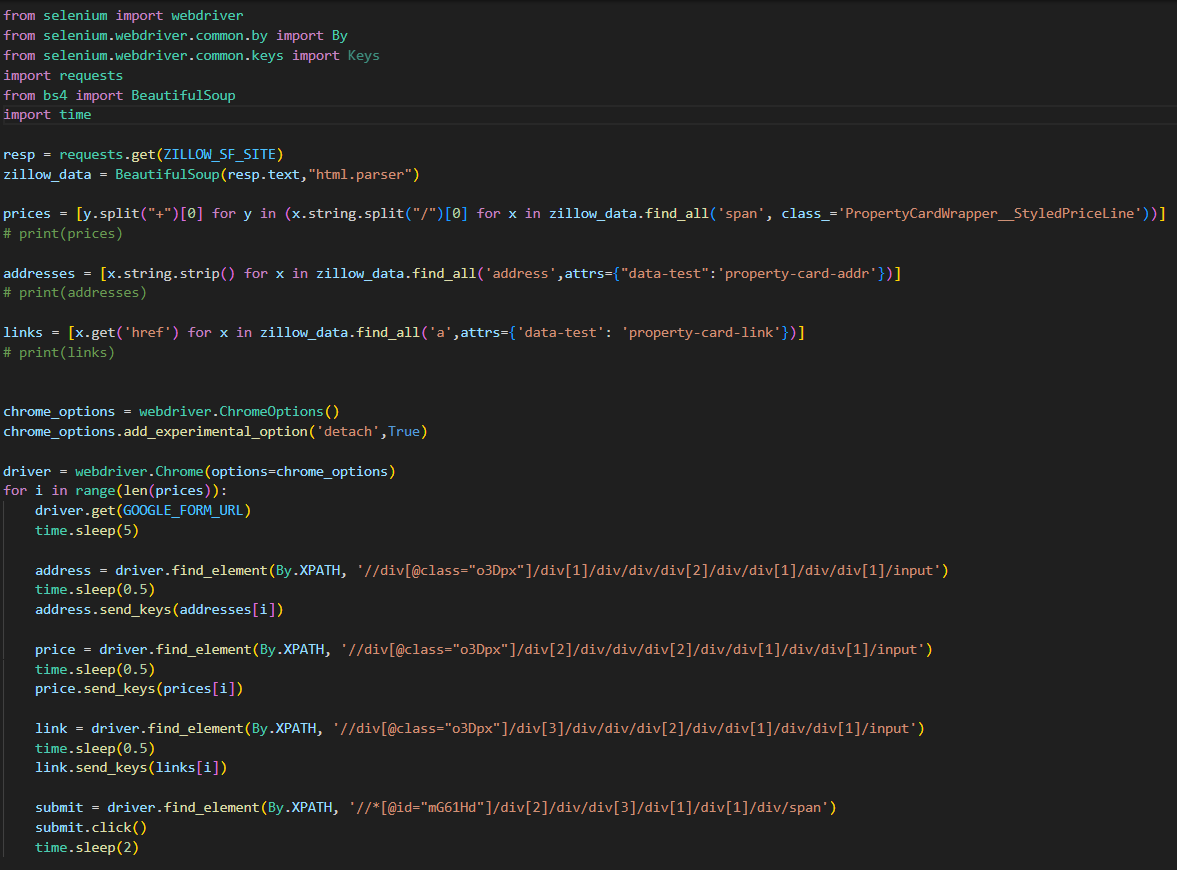 from selenium import webdriver
from selenium.webdriver.common.by import By
from selenium.webdriver.common.keys import Keys
import requests
from bs4 import BeautifulSoup
import time
resp = requests.get(ZILLOW_SF_SITE)
zillow_data = BeautifulSoup(resp.text,"html.parser")
prices = [y.split("+")[0] for y in (x.string.split("/")[0] for x in zillow_data.find_all('span', class_='PropertyCardWrapper__StyledPriceLine'))]
# print(prices)
addresses = [x.string.strip() for x in zillow_data.find_all('address',attrs={"data-test":'property-card-addr'})]
# print(addresses)
links = [x.get('href') for x in zillow_data.find_all('a',attrs={'data-test': 'property-card-link'})]
# print(links)
chrome_options = webdriver.ChromeOptions()
chrome_options.add_experimental_option('detach',True)
driver = webdriver.Chrome(options=chrome_options)
for i in range(len(prices)):
    driver.get(GOOGLE_FORM_URL)
    time.sleep(5)
    address = driver.find_element(By.XPATH, '//div[@class="o3Dpx"]/div[1]/div/div/div[2]/div/div[1]/div/div[1]/input')
    time.sleep(0.5)
    address.send_keys(addresses[i])
    price = driver.find_element(By.XPATH, '//div[@class="o3Dpx"]/div[2]/div/div/div[2]/div/div[1]/div/div[1]/input')
    time.sleep(0.5)
    price.send_keys(prices[i])
    link = driver.find_element(By.XPATH, '//div[@class="o3Dpx"]/div[3]/div/div/div[2]/div/div[1]/div/div[1]/input')
    time.sleep(0.5)
    link.send_keys(links[i])
    submit = driver.find_element(By.XPATH, '//*[@id="mG61Hd"]/div[2]/div/div[3]/div[1]/div[1]/div/span')
    submit.click()
    time.sleep(2)